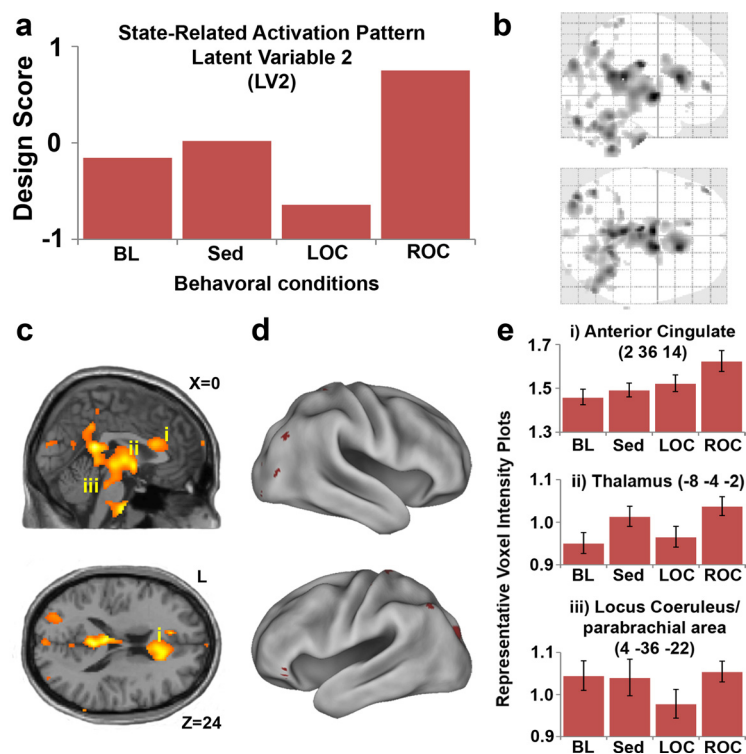 a
State-Related Activation Pattern
Latent Variable 2
(LV2)
Design Score
1
0
-1
BL Sed LOC ROC
Behavoral conditions
b
c
X=0
i
ii
iii
L
i
Z=24
d
e
Representative Voxel Intensity Plots
i) Anterior Cingulate
(2 36 14)
1.7
1.5
1.3
BL Sed LOC ROC
ii) Thalamus (-8 -4 -2)
1.1
1.0
0.9
BL Sed LOC ROC
iii) Locus Coeruleus/
parabrachial area
(4 -36 -22)
1.1
1.0
0.9
BL Sed LOC ROC